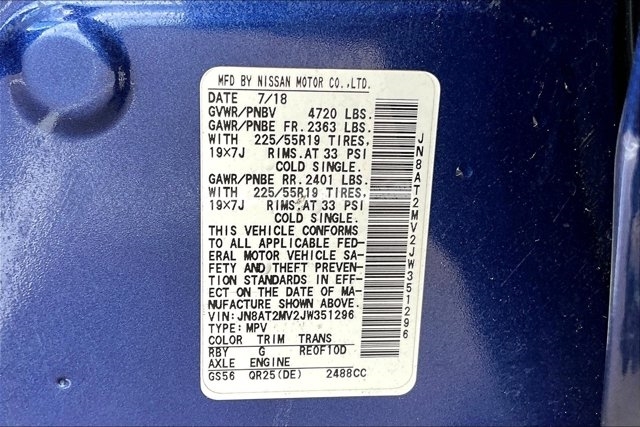 MFD BY NISSAN MOTOR CO.,LTD.
DATE 7/18
GVWR/PNBV 4720 LBS.
GAWR/PNBE FR. 2363 LBS.
WITH 225/55R19 TIRES,
19×7J RIMS.AT 33 PSI
COLD SINGLE.
GAWR/PNBE RR. 2401 LBS.
WITH 225/55R19 TIRES,
19×7J RIMS.AT 33 PSI
COLD SINGLE.
THIS VEHICLE CONFORMS
TO ALL APPLICABLE FED-
ERAL MOTOR VEHICLE SA-
FETY AND THEFT PREVEN-
TION STANDARDS IN EFF-
ECT ON THE DATE OF MA-
NUFACTURE SHOWN ABOVE.
VIN:JN8AT2MV2JW351296
TYPE:MPV
COLOR TRIM TRANS
RBY G RE0F10D
AXLE ENGINE
GS56 QR25(DE) 2488CC
JN8AT2MV2JW351296